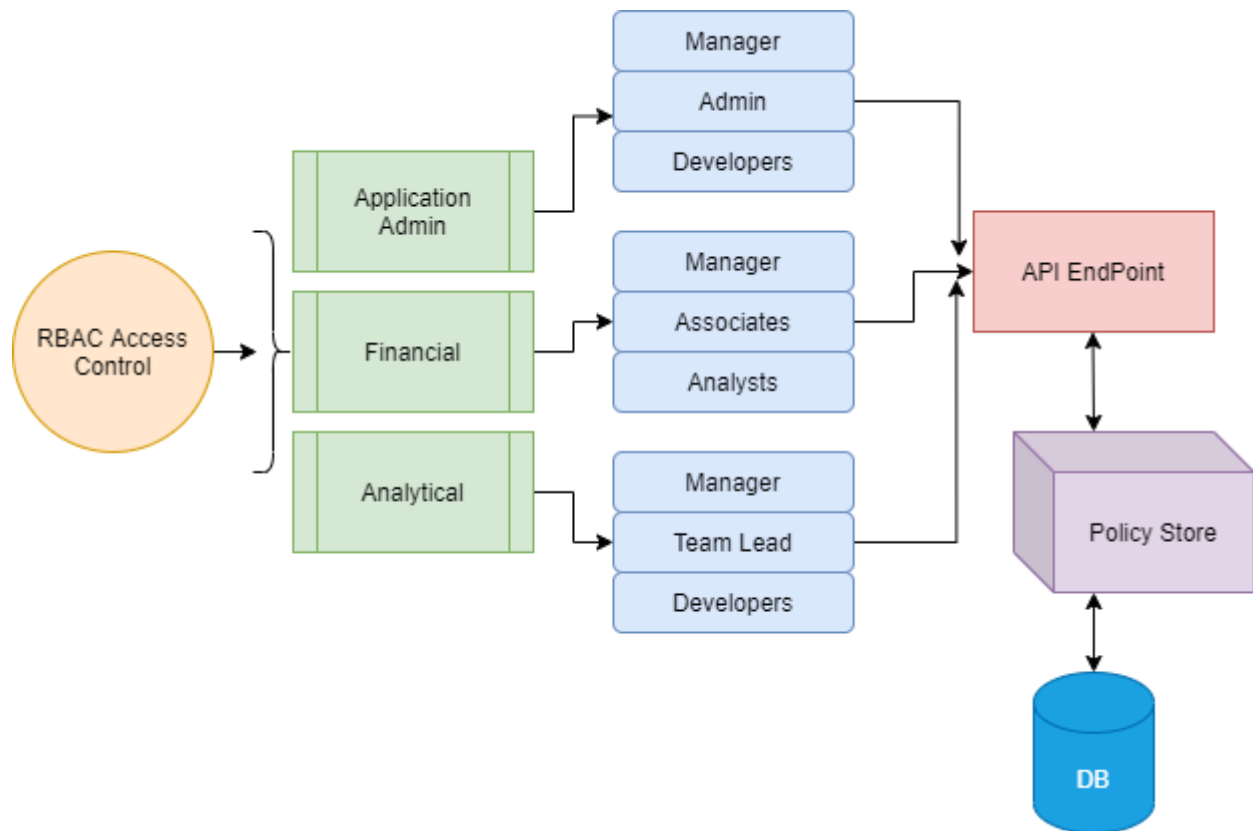 RBAC Access
Control
Application
Admin
Financial
Analytical
Manager
Admin
Developers
Manager
Associates
Analysts
Manager
Team Lead
Developers
API EndPoint
Policy Store
DB